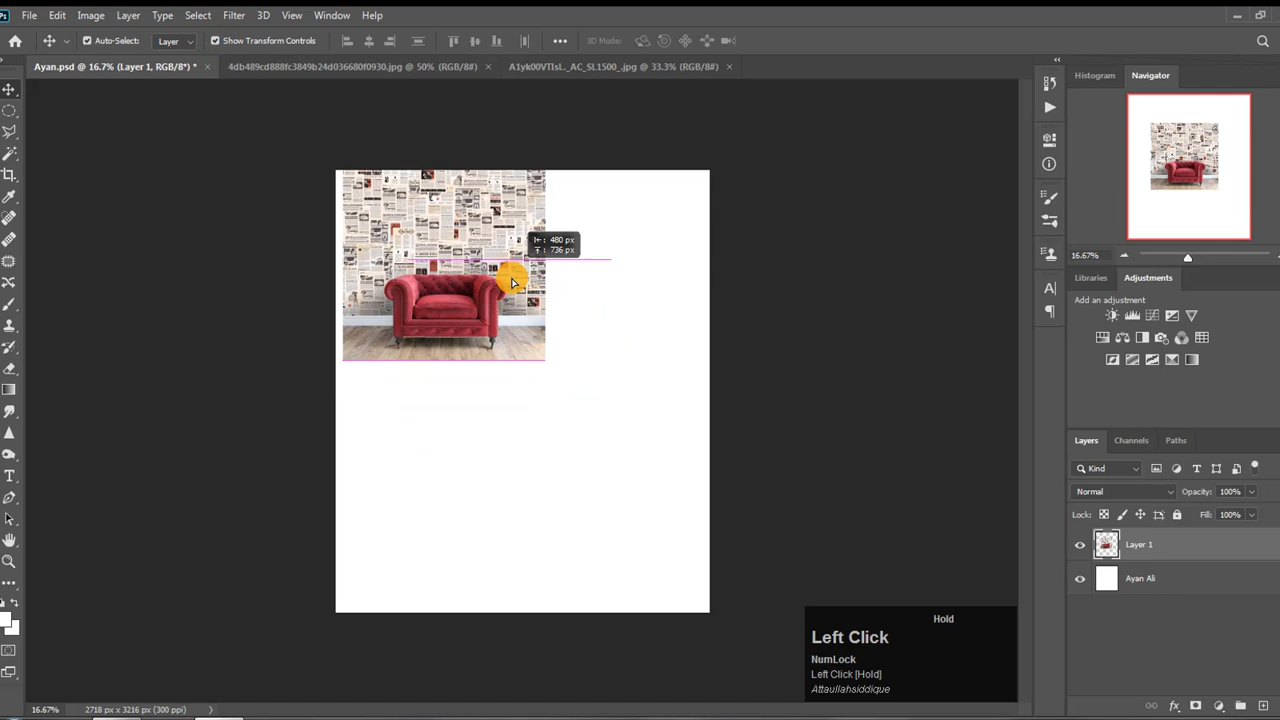 Ps File Edit Image Layer Type Select Filter 3D View Window Help
Auto-Select: Layer Show Transform Controls 3D Mode:
Ayan.psd @ 16.7% (Layer 1, RGB/8*) * × 4db489cd888fc3849b24d036680f0930.jpg @ 50% (RGB/8#) × A1yk00VTIsL._AC_SL1500_.jpg @ 33.3% (RGB/8#) ×
Histogram Navigator
480 px
736 px
16.67%
Libraries Adjustments
Add an adjustment
Layers Channels Paths
Kind
Normal Opacity: 100%
Lock: Fill: 100%
Layer 1
Ayan Ali
Hold
Left Click
NumLock
Left Click [Hold]
Attaullahsiddique
16.67% 2718 px x 3216 px (300 ppi)